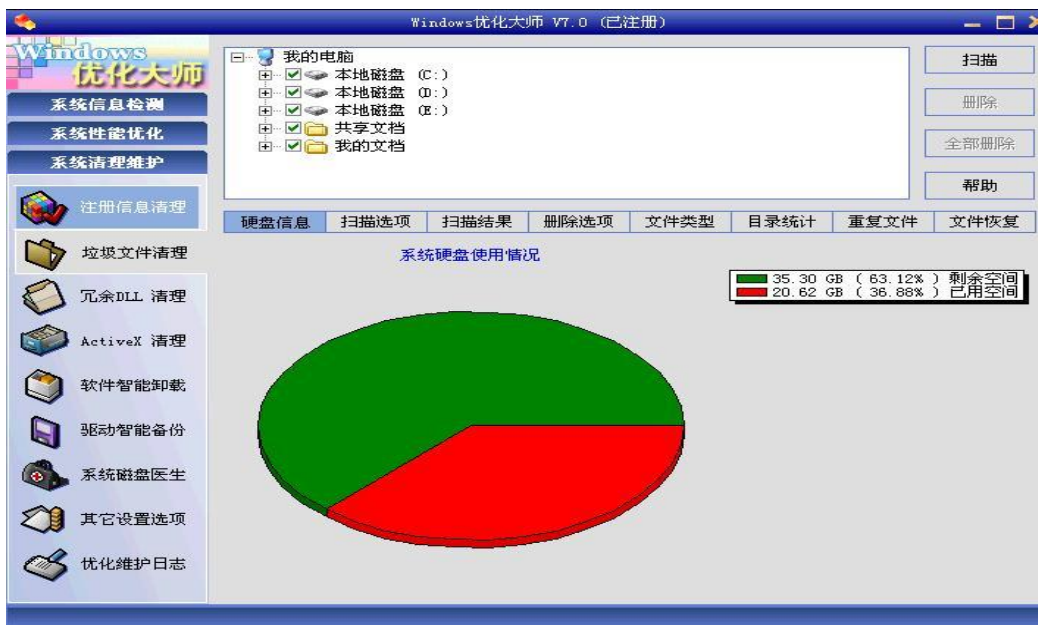 Windows优化大师 V7.0 (已注册)
Windows
优化大师
系统信息检测
系统性能优化
系统清理维护
注册信息清理
垃圾文件清理
冗余DLL 清理
ActiveX 清理
软件智能卸载
驱动智能备份
系统磁盘医生
其它设置选项
优化维护日志
我的电脑
本地磁盘 (C:)
本地磁盘 (D:)
本地磁盘 (E:)
共享文档
我的文档
扫描
删除
全部删除
帮助
硬盘信息 扫描选项 扫描结果 删除选项 文件类型 目录统计 重复文件 文件恢复
系统硬盘使用情况
35.30 GB ( 63.12% ) 剩余空间
20.62 GB ( 36.88% ) 已用空间